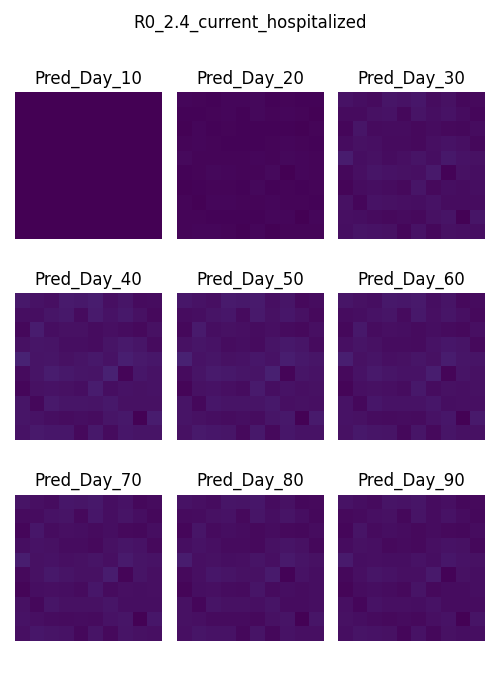 R0_2.4_current_hospitalized
Pred_Day_10 Pred_Day_20 Pred_Day_30
Pred_Day_40 Pred_Day_50 Pred_Day_60
Pred_Day_70 Pred_Day_80 Pred_Day_90